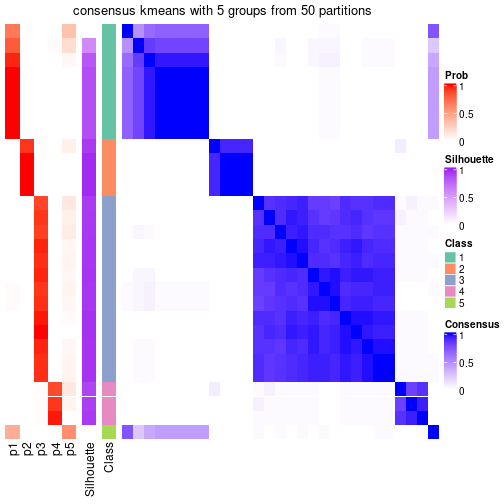 consensus kmeans with 5 groups from 50 partitions
Prob
1
0.5
0
Silhouette
1
0.5
0
Class
1
2
3
4
5
Consensus
1
0.5
0
p1
p2
p3
p4
p5
Silhouette
Class